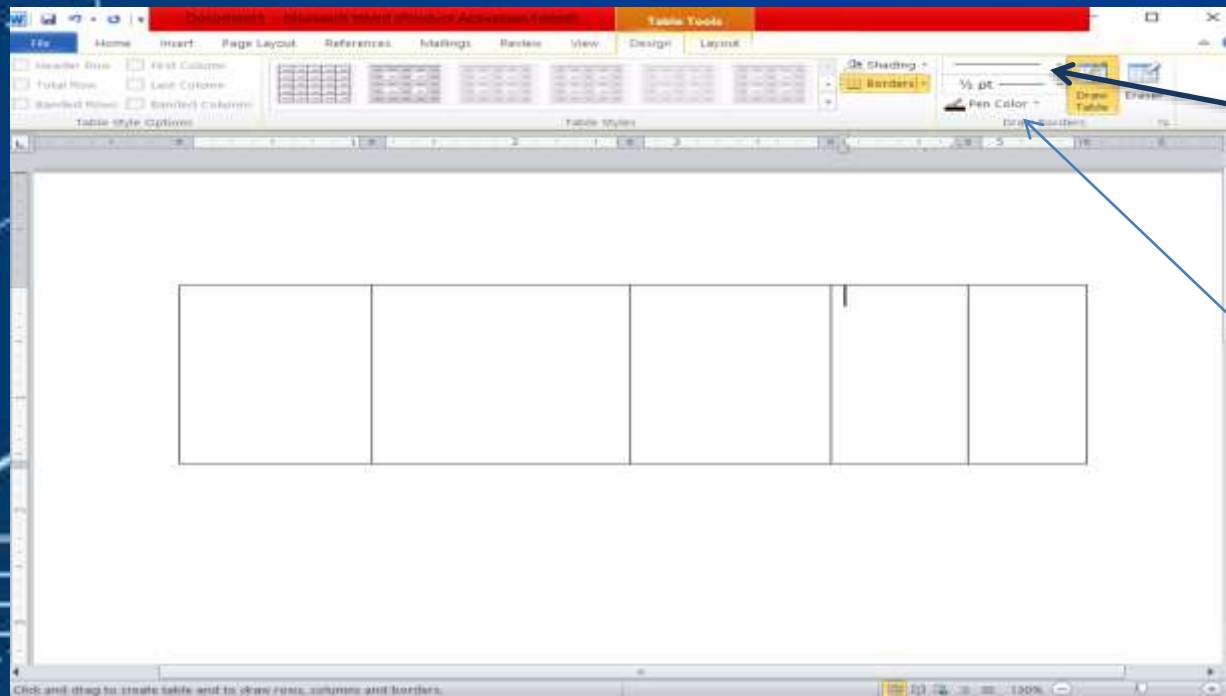 Document1 - Microsoft Word (Product Activation Failed)
Table Tools
File Home Insert Page Layout References Mailings Review View Design Layout
Header Row First Column
Total Row Last Column
Banded Rows Banded Columns
Shading
Borders
½ pt
Pen Color
Draw Table
Eraser
Table Style Options Table Styles Draw Borders
Click and drag to create table and to draw rows, columns and borders.
130%